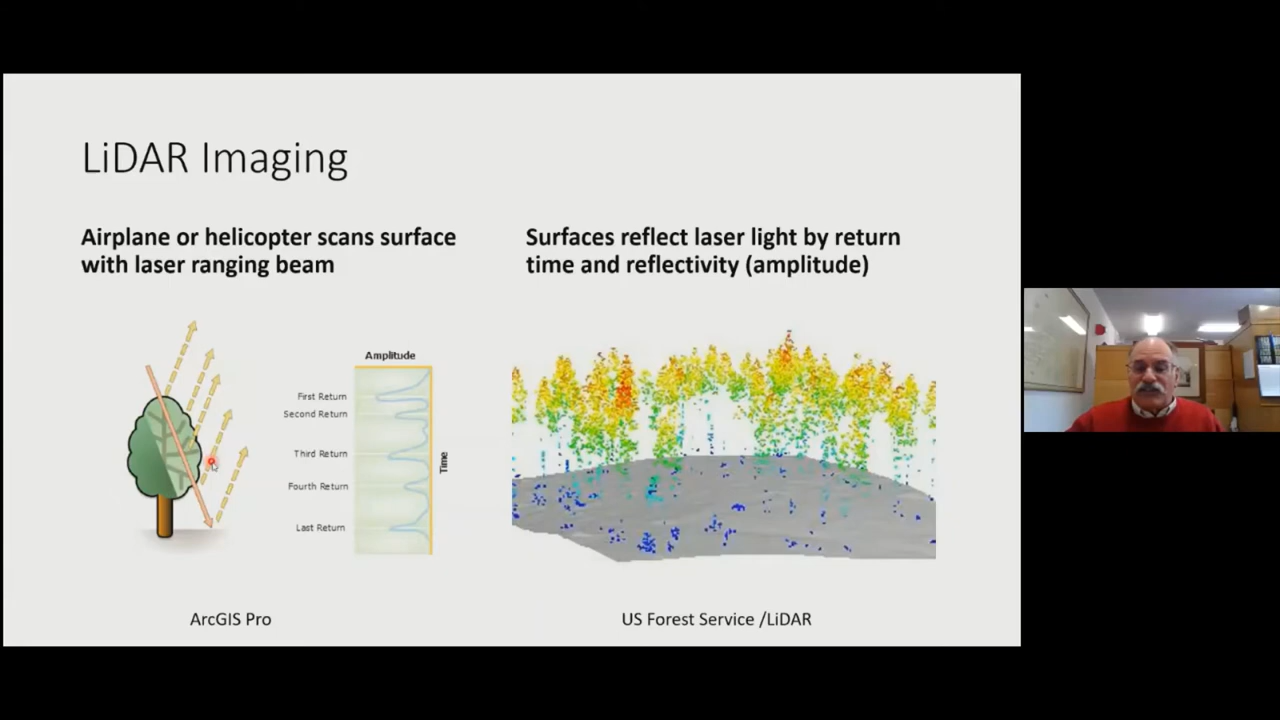 LiDAR Imaging
Airplane or helicopter scans surface
with laser ranging beam
Surfaces reflect laser light by return
time and reflectivity (amplitude)
Amplitude
First Return
Second Return
Third Return
Fourth Return
Last Return
Time
ArcGIS Pro
US Forest Service /LiDAR